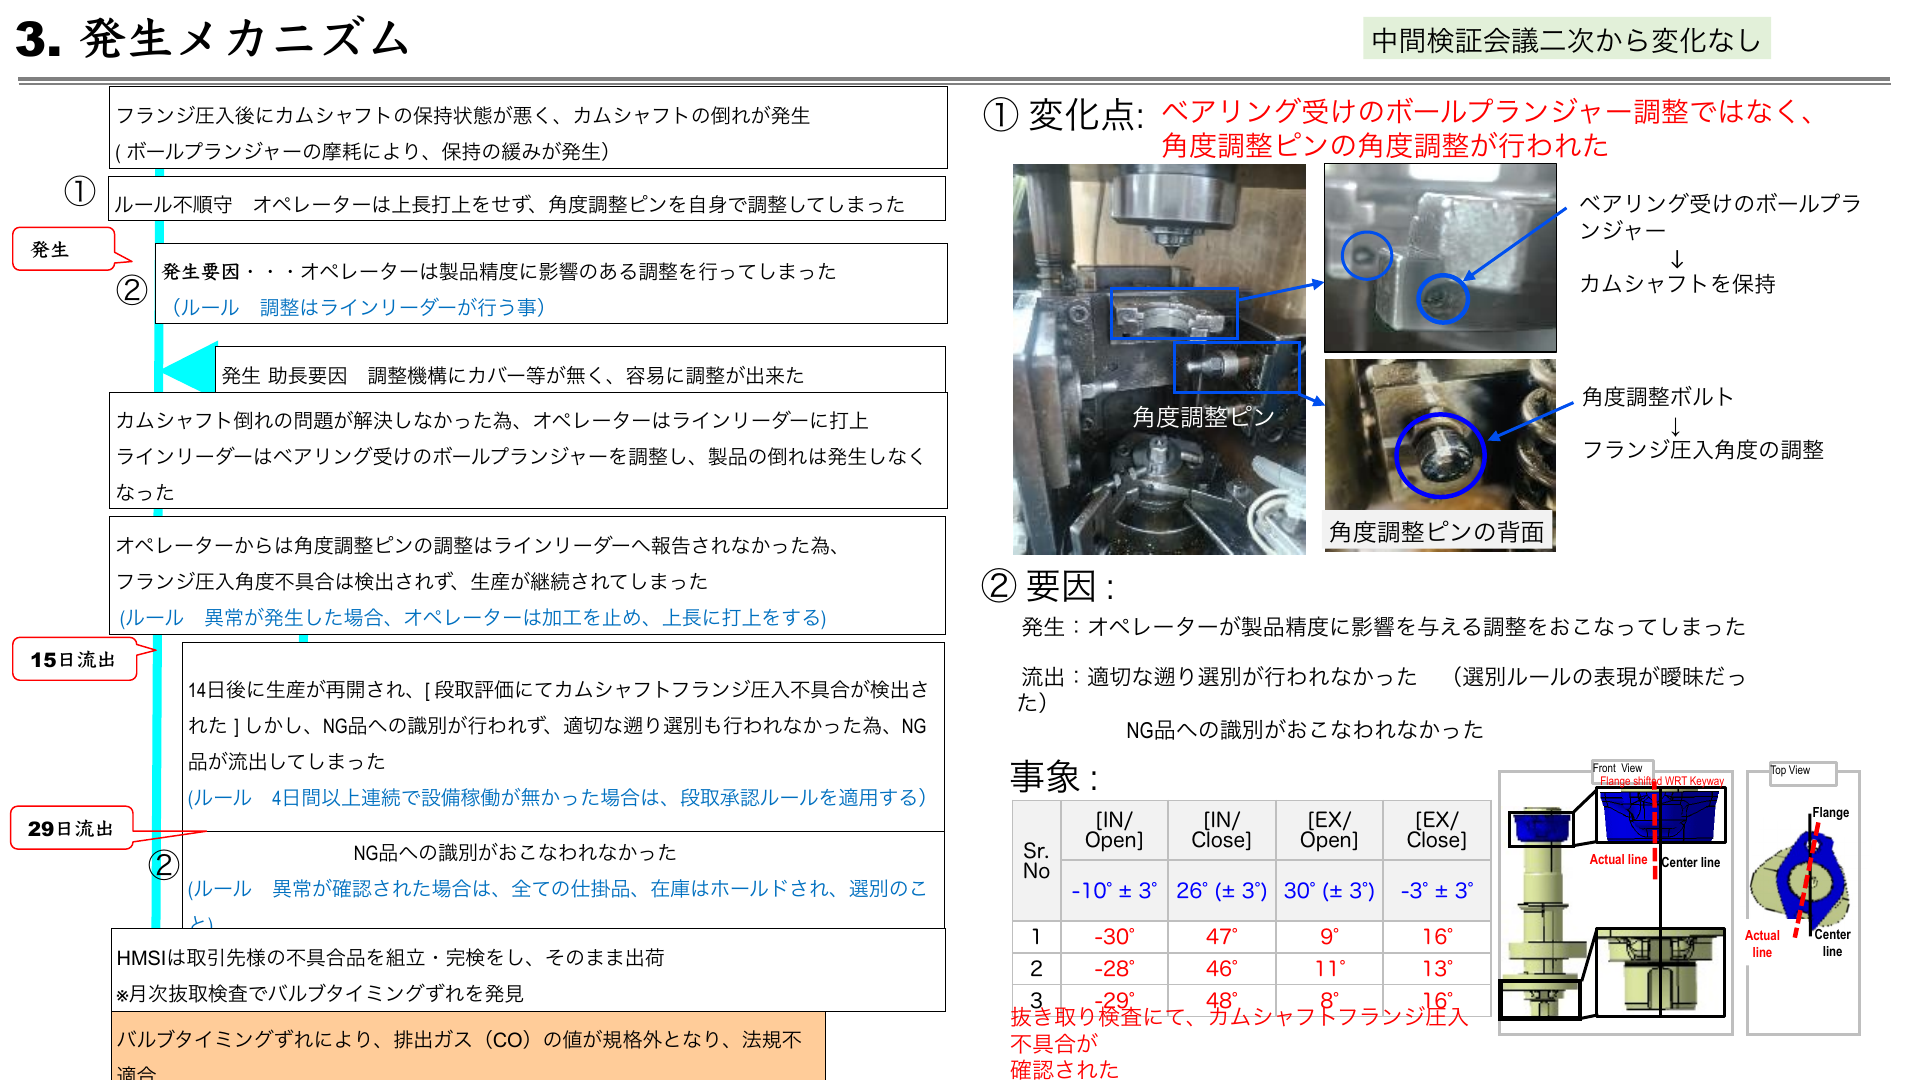 3. 発生メカニズム
中間検証会議二次から変化なし
フランジ圧入後にカムシャフトの保持状態が悪く、カムシャフトの倒れが発生
( ボールプランジャーの摩耗により、保持の緩みが発生）
①
ルール不順守　オペレーターは上長打上をせず、角度調整ピンを自身で調整してしまった
発生
②
発生要因・・・オペレーターは製品精度に影響のある調整を行ってしまった
（ルール　調整はラインリーダーが行う事）
発生 助長要因　調整機構にカバー等が無く、容易に調整が出来た
カムシャフト倒れの問題が解決しなかった為、オペレーターはラインリーダーに打上
ラインリーダーはベアリング受けのボールプランジャーを調整し、製品の倒れは発生しなく
なった
オペレーターからは角度調整ピンの調整はラインリーダーへ報告されなかった為、
フランジ圧入角度不具合は検出されず、生産が継続されてしまった
(ルール　異常が発生した場合、オペレーターは加工を止め、上長に打上をする)
15日流出
14日後に生産が再開され、[ 段取評価にてカムシャフトフランジ圧入不具合が検出さ
れた ] しかし、NG品への識別が行われず、適切な遡り選別も行われなかった為、NG
品が流出してしまった
(ルール　4日間以上連続で設備稼働が無かった場合は、段取承認ルールを適用する）
29日流出
②
NG品への識別がおこなわれなかった
(ルール　異常が確認された場合は、全ての仕掛品、在庫はホールドされ、選別のこ
と)
HMSIは取引先様の不具合品を組立・完検をし、そのまま出荷
※月次抜取検査でバルブタイミングずれを発見
バルブタイミングずれにより、排出ガス（CO）の値が規格外となり、法規不
適合
① 変化点:
ベアリング受けのボールプランジャー調整ではなく、
角度調整ピンの角度調整が行われた
角度調整ピン
ベアリング受けのボールプラ
ンジャー
↓
カムシャフトを保持
角度調整ボルト
↓
フランジ圧入角度の調整
角度調整ピンの背面
② 要因 :
発生：オペレーターが製品精度に影響を与える調整をおこなってしまった
流出：適切な遡り選別が行われなかった　（選別ルールの表現が曖昧だっ
た）
NG品への識別がおこなわれなかった
事象 :
Sr. No [IN/ Open] [IN/ Close] [EX/ Open] [EX/ Close]
-10° ± 3° 26° (± 3°) 30° (± 3°) -3° ± 3°
1 -30° 47° 9° 16°
2 -28° 46° 11° 13°
3 -29° 48° 8° 16°
抜き取り検査にて、カムシャフトフランジ圧入
不具合が
確認された
Front View
Flange shifted WRT Keyway
Actual line
Center line
Top View
Flange
Actual line
Center line